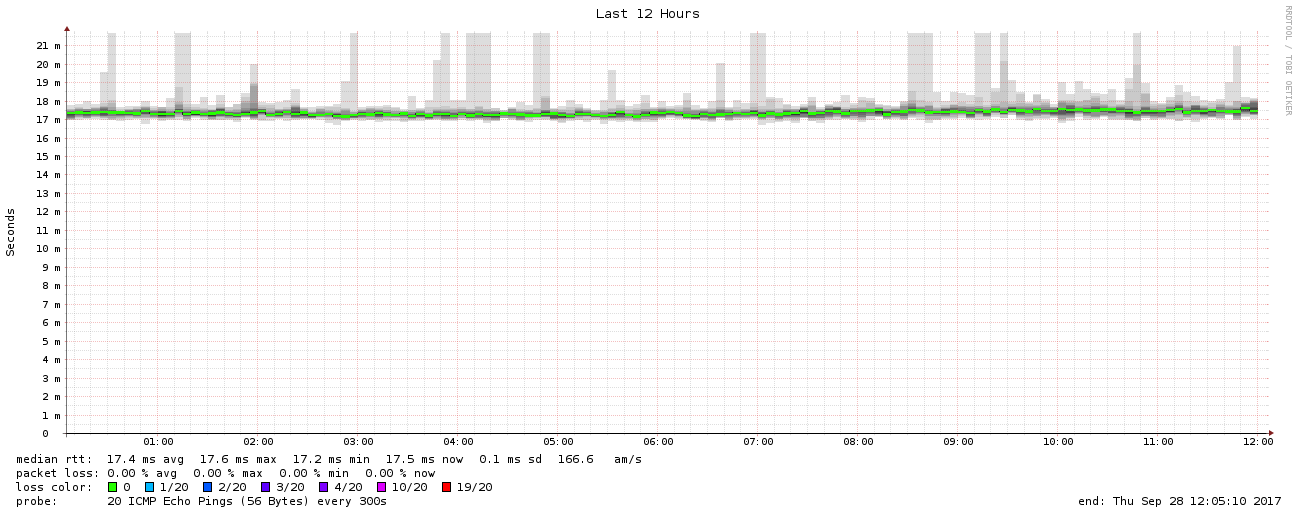 Last 12 Hours
RRDTOOL / TOBI OETIKER
Seconds
21 m
20 m
19 m
18 m
17 m
16 m
15 m
14 m
13 m
12 m
11 m
10 m
9 m
8 m
7 m
6 m
5 m
4 m
3 m
2 m
1 m
0
01:00 02:00 03:00 04:00 05:00 06:00 07:00 08:00 09:00 10:00 11:00 12:00
median rtt: 17.4 ms avg 17.6 ms max 17.2 ms min 17.5 ms now 0.1 ms sd 166.6 am/s
packet loss: 0.00 % avg 0.00 % max 0.00 % min 0.00 % now
loss color: 0 1/20 2/20 3/20 4/20 10/20 19/20
probe: 20 ICMP Echo Pings (56 Bytes) every 300s end: Thu Sep 28 12:05:10 2017